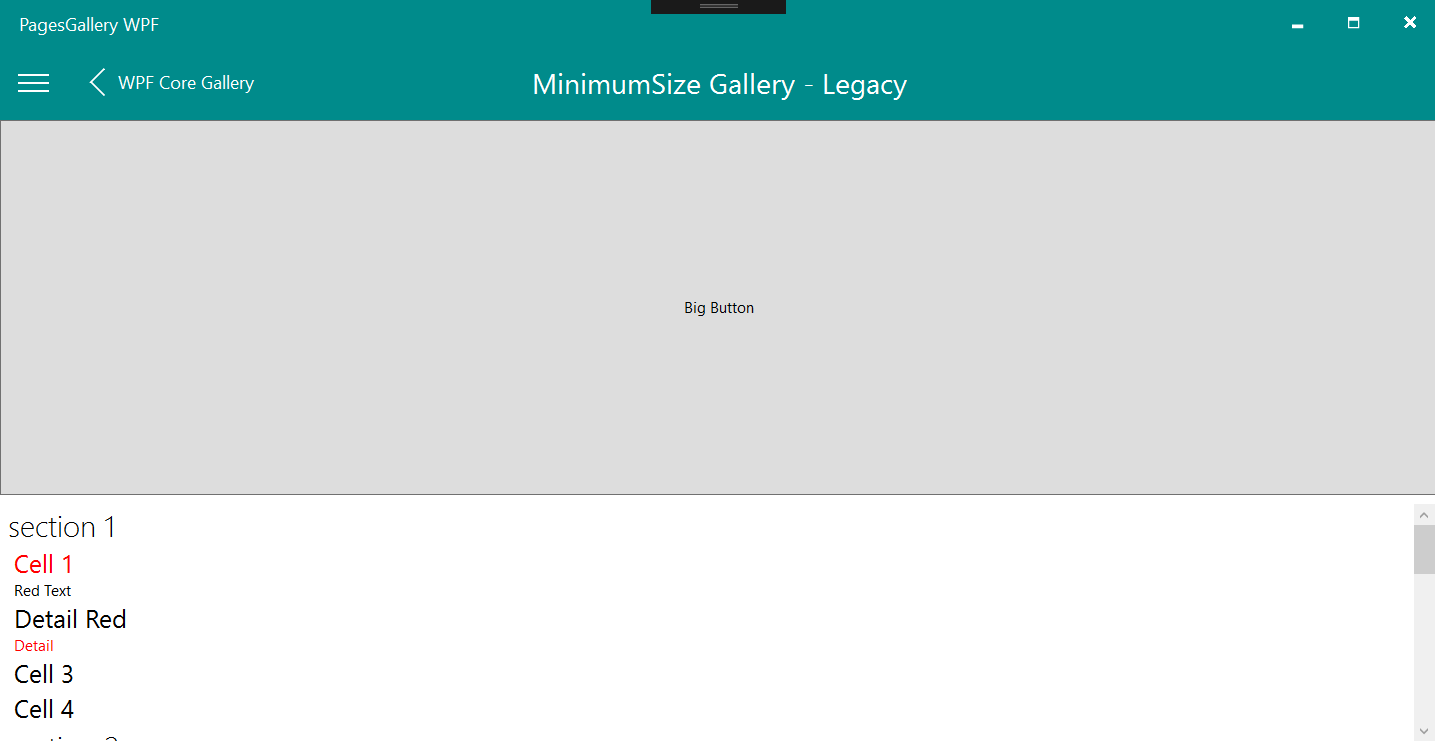 PagesGallery WPF
WPF Core Gallery
MinimumSize Gallery - Legacy
Big Button
section 1
Cell 1
Red Text
Detail Red
Detail
Cell 3
Cell 4